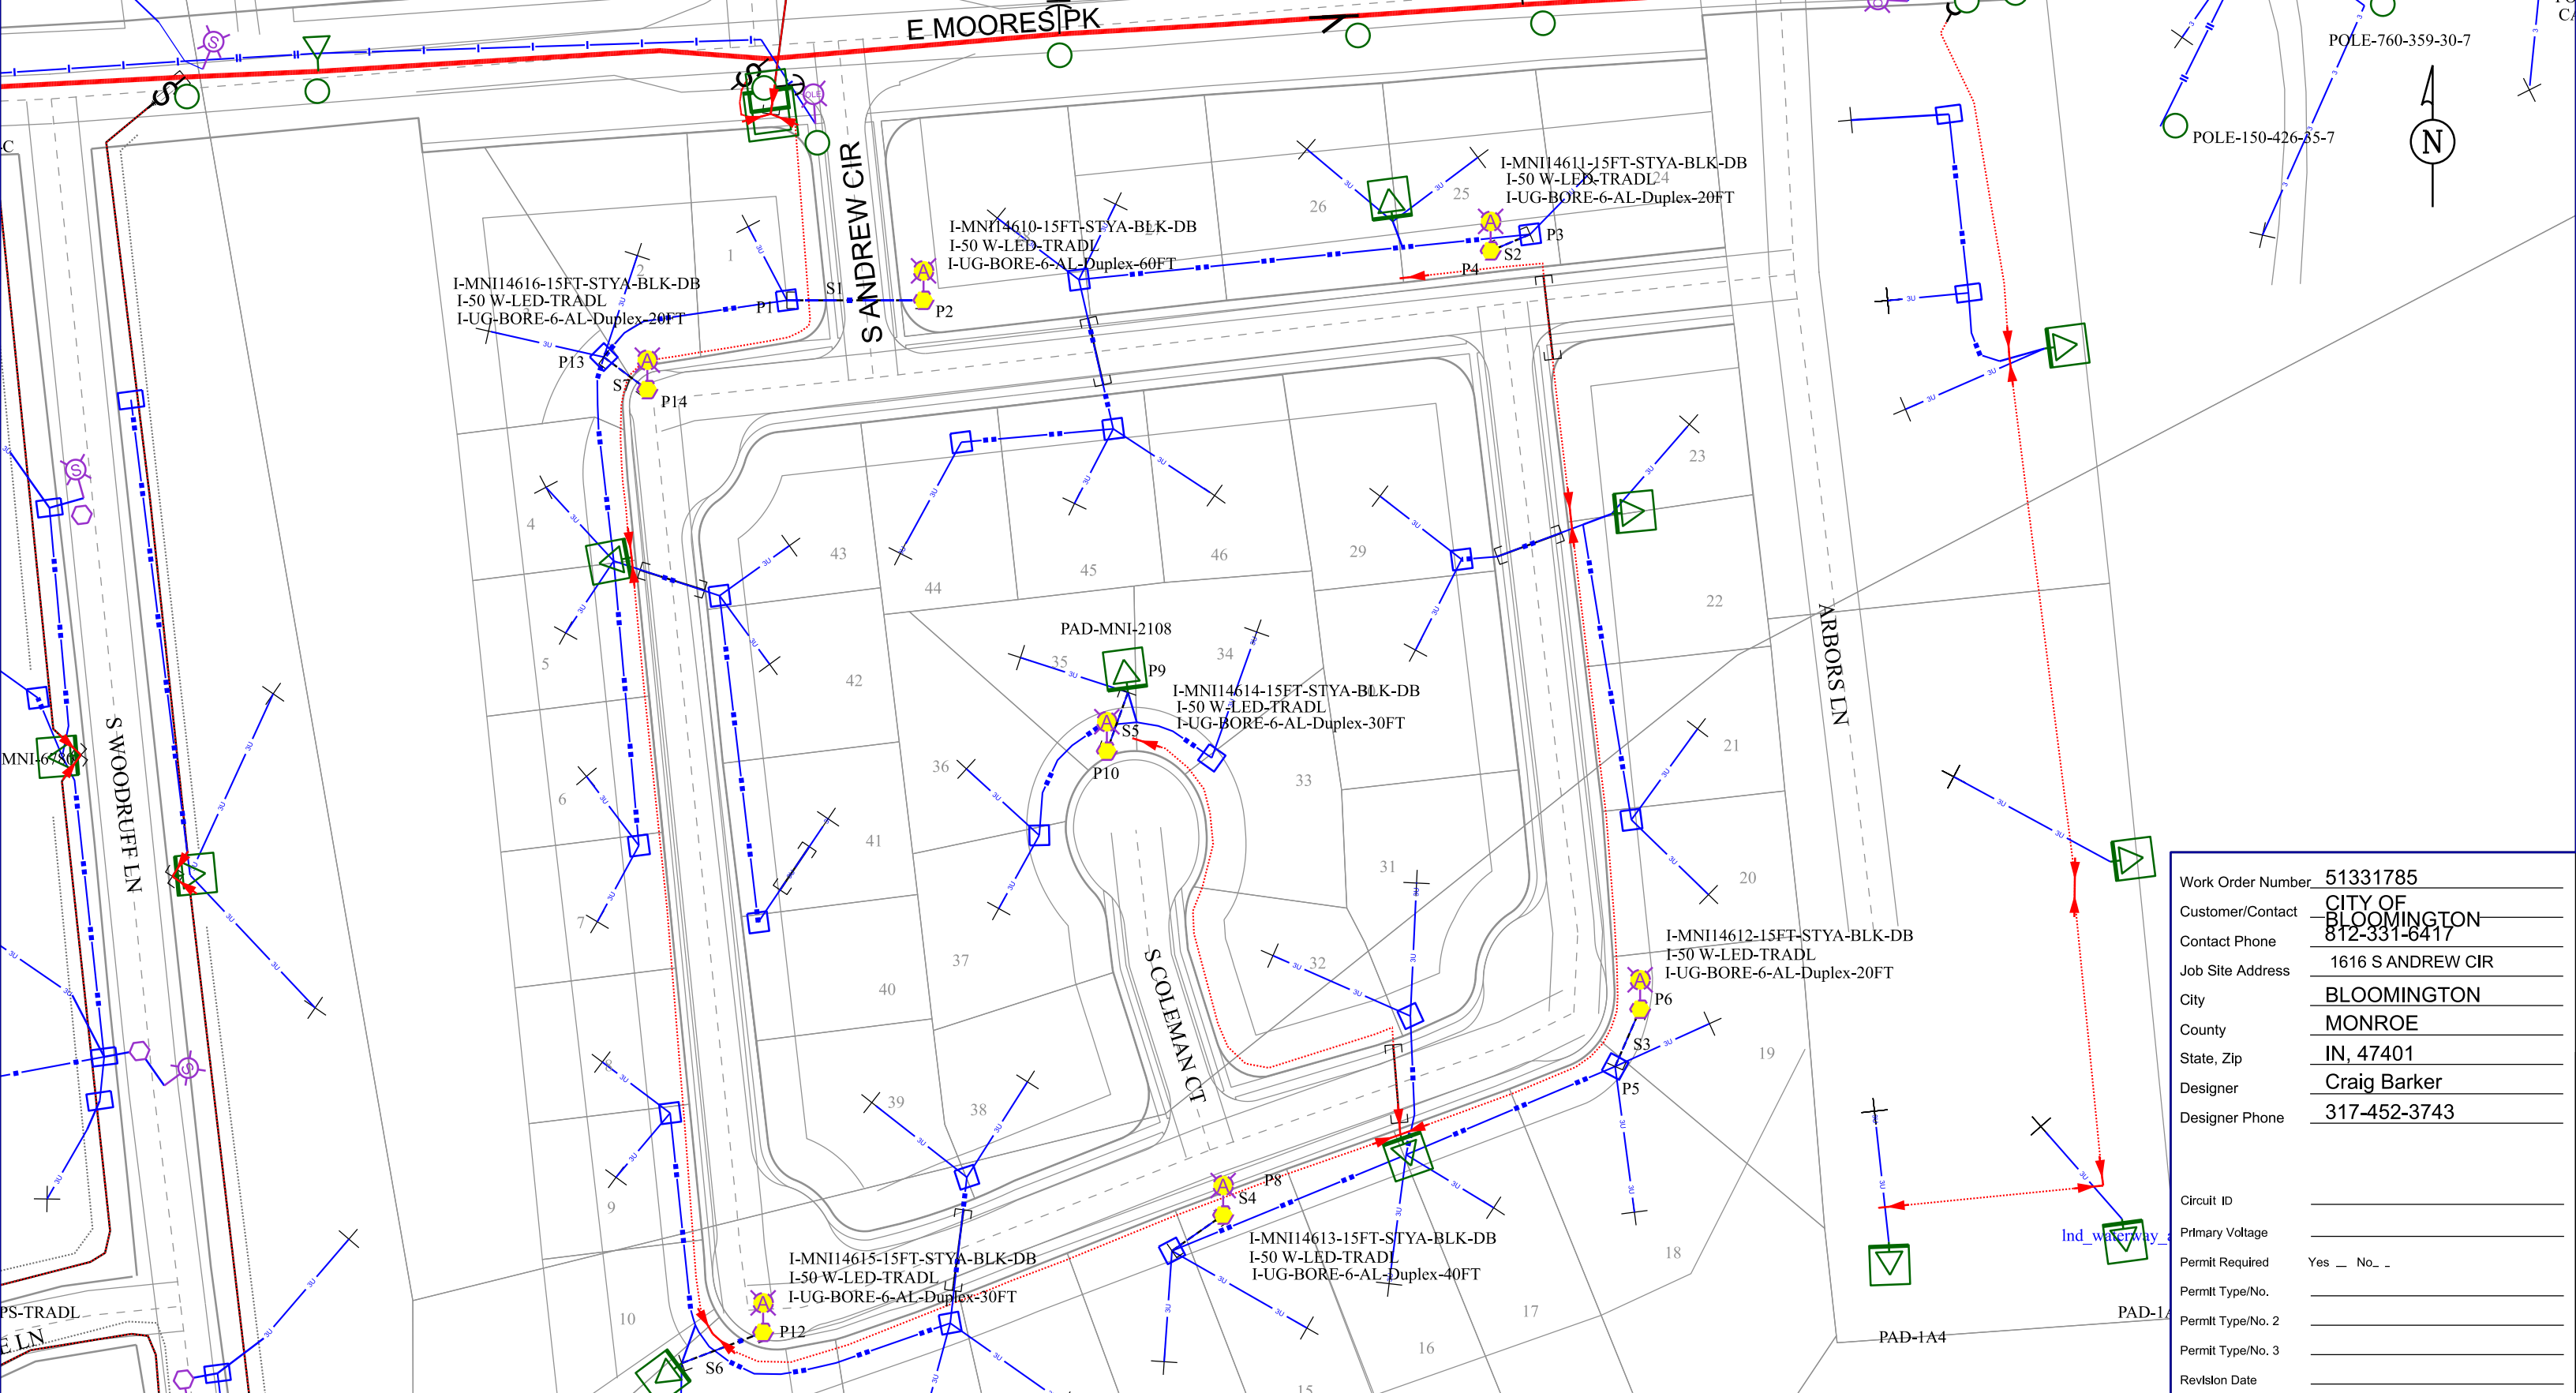 E MOORES PK
POLE-760-359-30-7
N
POLE-150-426-35-7
S ANDREW CIR
I-MNI14611-15FT-STYA-BLK-DB
I-50 W-LED-TRADL
I-UG-BORE-6-AL-Duplex-20FT
24
25
26
P3
S2
P4
I-MNI14610-15FT-STYA-BLK-DB
I-50 W-LED-TRADL
I-UG-BORE-6-AL-Duplex-60FT
1
2
I-MNI14616-15FT-STYA-BLK-DB
I-50 W-LED-TRADL
I-UG-BORE-6-AL-Duplex-20FT
P1
S1
P2
P13
S7
P14
23
4
43
44
45
46
29
22
5
42
PAD-MNI-2108
35
34
P9
I-MNI14614-15FT-STYA-BLK-DB
I-50 W-LED-TRADL
I-UG-BORE-6-AL-Duplex-30FT
S5
P10
ARBORS LN
21
36
33
6
41
31
20
7
S WOODRUFF LN
MNI-6780
37
32
40
S COLEMAN CT
I-MNI14612-15FT-STYA-BLK-DB
I-50 W-LED-TRADL
I-UG-BORE-6-AL-Duplex-20FT
P6
S3
P5
19
8
39
38
9
P8
S4
I-MNI14613-15FT-STYA-BLK-DB
I-50 W-LED-TRADL
I-UG-BORE-6-AL-Duplex-40FT
18
17
16
15
I-MNI14615-15FT-STYA-BLK-DB
I-50 W-LED-TRADL
I-UG-BORE-6-AL-Duplex-30FT
10
P12
S6
PS-TRADL
E LN
lnd_waterway_
PAD-1A4
PAD-1
Work Order Number 51331785
Customer/Contact CITY OF
BLOOMINGTON
Contact Phone 812-331-6417
Job Site Address 1616 S ANDREW CIR
City BLOOMINGTON
County MONROE
State, Zip IN, 47401
Designer Craig Barker
Designer Phone 317-452-3743
Circuit ID
Primary Voltage
Permit Required Yes _ No_ _
Permit Type/No.
Permit Type/No. 2
Permit Type/No. 3
Revision Date